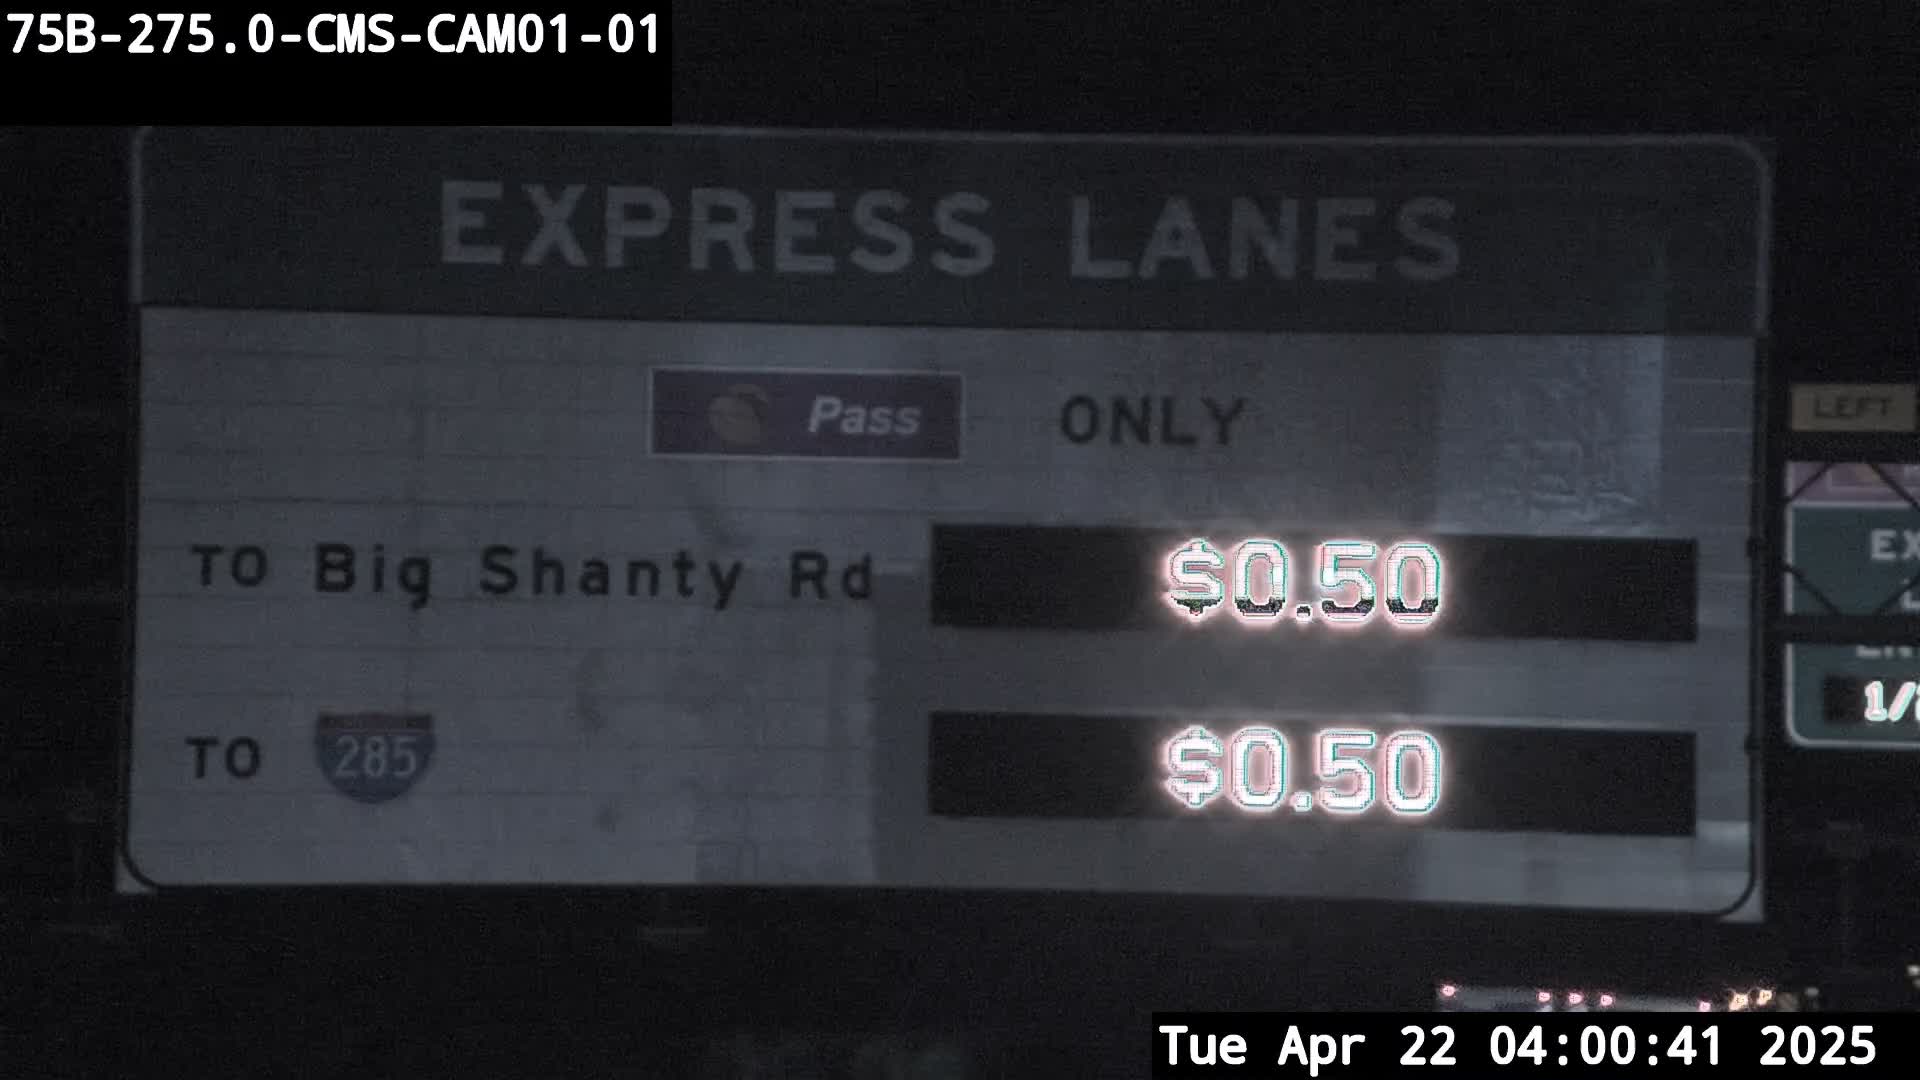 75B-275.0-CMS-CAM01-01
EXPRESS LANES
Pass ONLY
TO Big Shanty Rd $0.50
TO 285 $0.50
LEFT
Tue Apr 22 04:00:41 2025